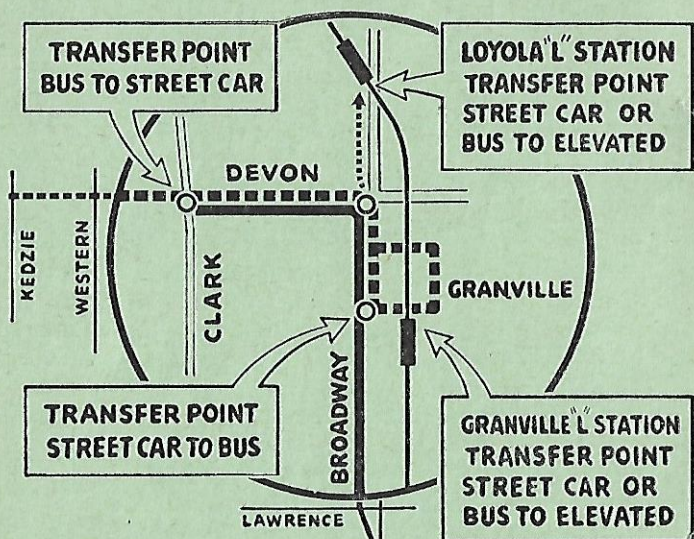 TRANSFER POINT
BUS TO STREET CAR
LOYOLA "L" STATION
TRANSFER POINT
STREET CAR OR
BUS TO ELEVATED
DEVON
KEDZIE
WESTERN
CLARK
GRANVILLE
BROADWAY
TRANSFER POINT
STREET CAR TO BUS
GRANVILLE "L" STATION
TRANSFER POINT
STREET CAR OR
BUS TO ELEVATED
LAWRENCE